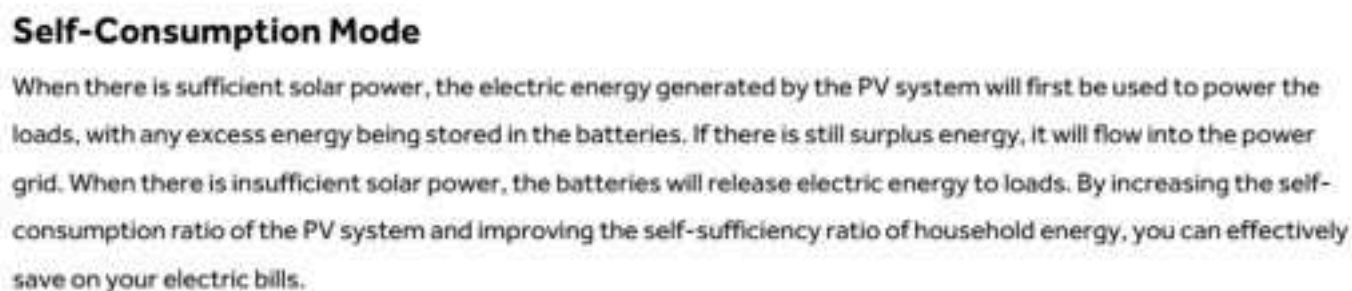 Self-Consumption Mode
When there is sufficient solar power, the electric energy generated by the PV system will first be used to power the
loads, with any excess energy being stored in the batteries. If there is still surplus energy, it will flow into the power
grid. When there is insufficient solar power, the batteries will release electric energy to loads. By increasing the self-
consumption ratio of the PV system and improving the self-sufficiency ratio of household energy, you can effectively
save on your electric bills.